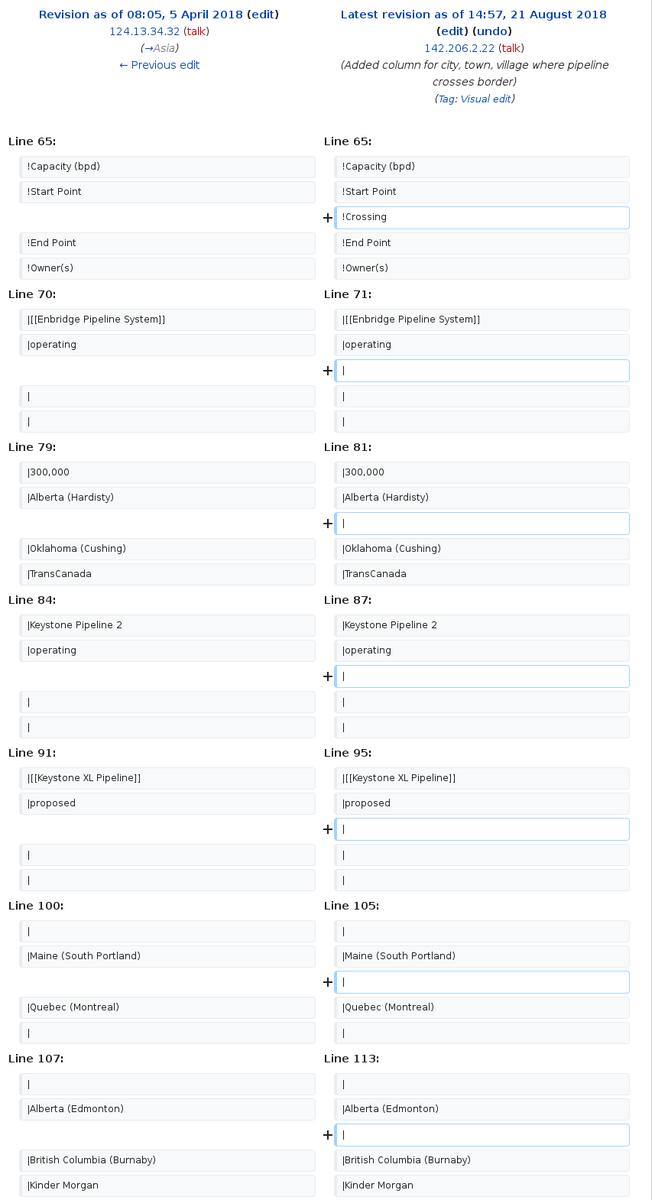 Revision as of 08:05, 5 April 2018 (edit)
124.13.34.32 (talk)
(→Asia)
← Previous edit
Latest revision as of 14:57, 21 August 2018
(edit) (undo)
142.206.2.22 (talk)
(Added column for city, town, village where pipeline
crosses border)
(Tag: Visual edit)
Line 65: Line 65:
!Capacity (bpd) !Capacity (bpd)
!Start Point !Start Point
+ !Crossing
!End Point !End Point
!Owner(s) !Owner(s)
Line 70: Line 71:
|[[Enbridge Pipeline System]] |[[Enbridge Pipeline System]]
|operating |operating
+ |
| |
| |
Line 79: Line 81:
|300,000 |300,000
|Alberta (Hardisty) |Alberta (Hardisty)
+ |
|Oklahoma (Cushing) |Oklahoma (Cushing)
|TransCanada |TransCanada
Line 84: Line 87:
|Keystone Pipeline 2 |Keystone Pipeline 2
|operating |operating
+ |
| |
| |
Line 91: Line 95:
|[[Keystone XL Pipeline]] |[[Keystone XL Pipeline]]
|proposed |proposed
+ |
| |
| |
Line 100: Line 105:
| |
|Maine (South Portland) |Maine (South Portland)
+ |
|Quebec (Montreal) |Quebec (Montreal)
| |
Line 107: Line 113:
| |
|Alberta (Edmonton) |Alberta (Edmonton)
+ |
|British Columbia (Burnaby) |British Columbia (Burnaby)
|Kinder Morgan |Kinder Morgan